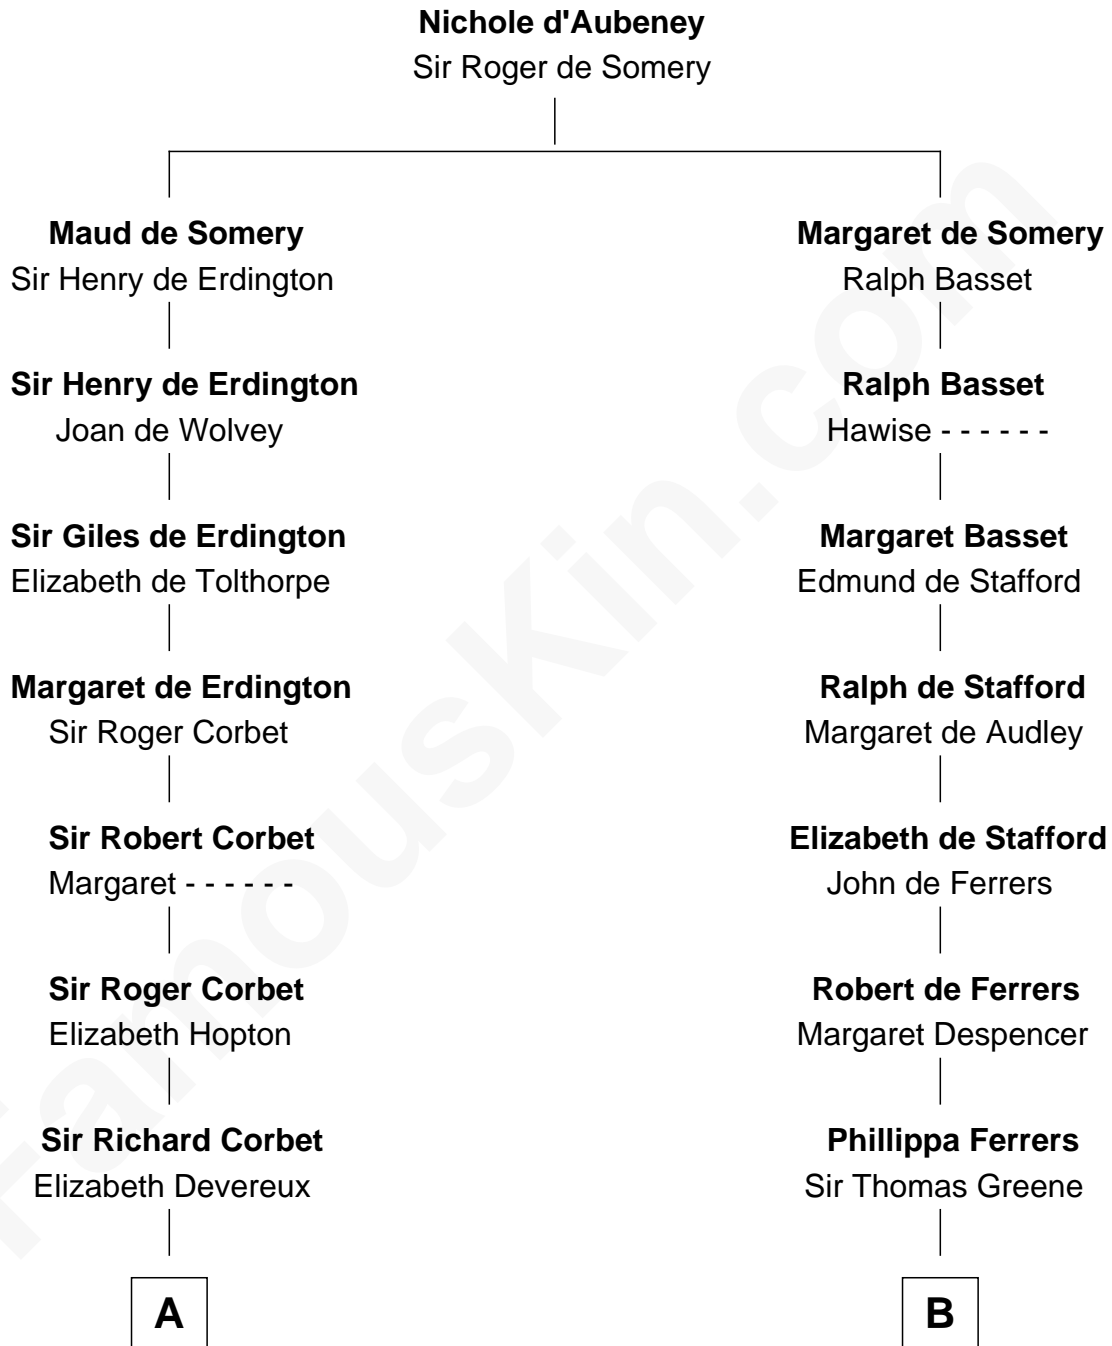 Nichole d'Aubeney
Sir Roger de Somery
Maud de Somery
Sir Henry de Erdington
Margaret de Somery
Ralph Basset
Sir Henry de Erdington
Joan de Wolvey
Ralph Basset
Hawise - - - - - -
Sir Giles de Erdington
Elizabeth de Tolthorpe
Margaret Basset
Edmund de Stafford
Margaret de Erdington
Sir Roger Corbet
Ralph de Stafford
Margaret de Audley
Sir Robert Corbet
Margaret - - - - - -
Elizabeth de Stafford
John de Ferrers
Sir Roger Corbet
Elizabeth Hopton
Robert de Ferrers
Margaret Despencer
Sir Richard Corbet
Elizabeth Devereux
Phillippa Ferrers
Sir Thomas Greene
A
B
FamousKin.com